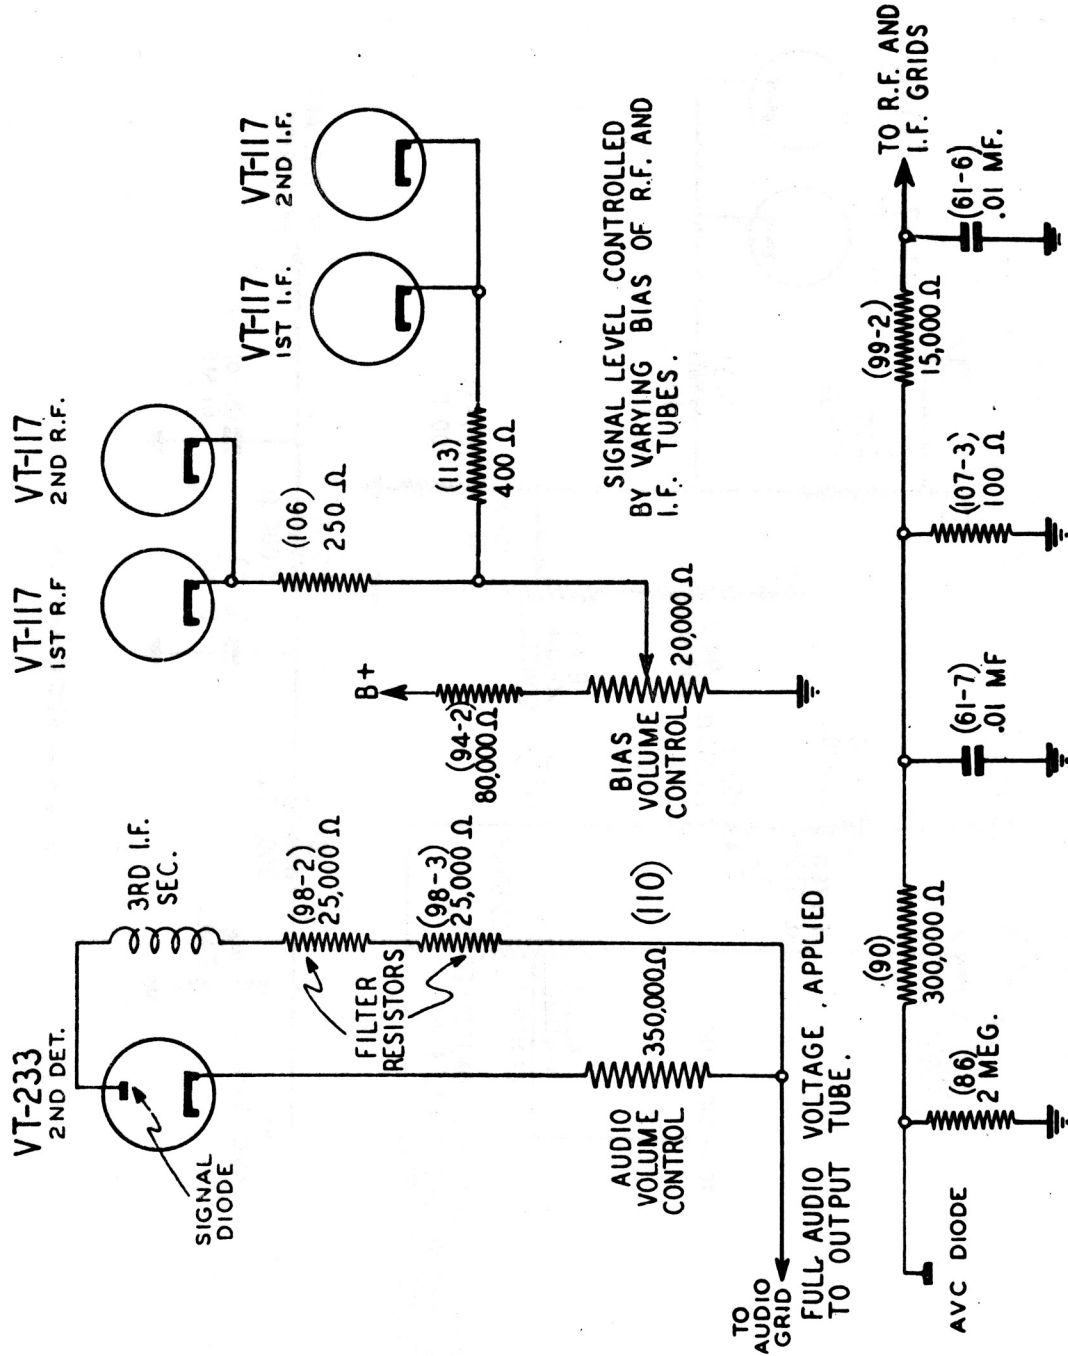 VT-233
2ND DET.
SIGNAL
DIODE
3RD I.F.
SEC.
(98-2)
25,000 Ω
(98-3)
25,000 Ω
FILTER
RESISTORS
350,000Ω
(110)
AUDIO
VOLUME
CONTROL
TO
AUDIO
GRID
FULL AUDIO VOLTAGE , APPLIED
TO OUTPUT TUBE.
VT-117
1ST R.F
VT-117
2ND R.F.
(106)
250 Ω
B+
(94-2)
80,000Ω
BIAS
VOLUME
CONTROL
20,000Ω
VT-117
1ST I.F.
VT-117
2ND I.F.
(113)
400 Ω
SIGNAL LEVEL CONTROLLED
BY VARYING BIAS OF R.F. AND
I.F. TUBES.
AVC DIODE
(86)
2 MEG.
(90)
300,000 Ω
(61-7)
.01 MF
(107-3)
100 Ω
(99-2)
15,000 Ω
(61-6)
.01 MF.
TO R.F. AND
I.F. GRIDS